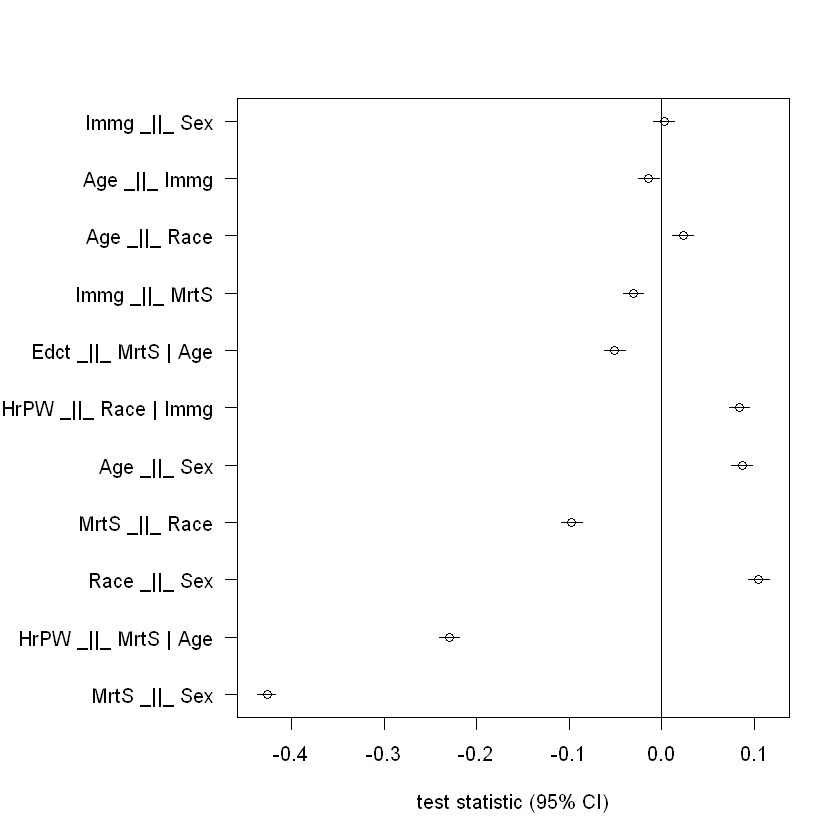 Immg _||_ Sex
Age _||_ Immg
Age _||_ Race
Immg _||_ MrtS
Edct _||_ MrtS | Age
HrPW _||_ Race | Immg
Age _||_ Sex
MrtS _||_ Race
Race _||_ Sex
HrPW _||_ MrtS | Age
MrtS _||_ Sex
-0.4 -0.3 -0.2 -0.1 0.0 0.1
test statistic (95% CI)